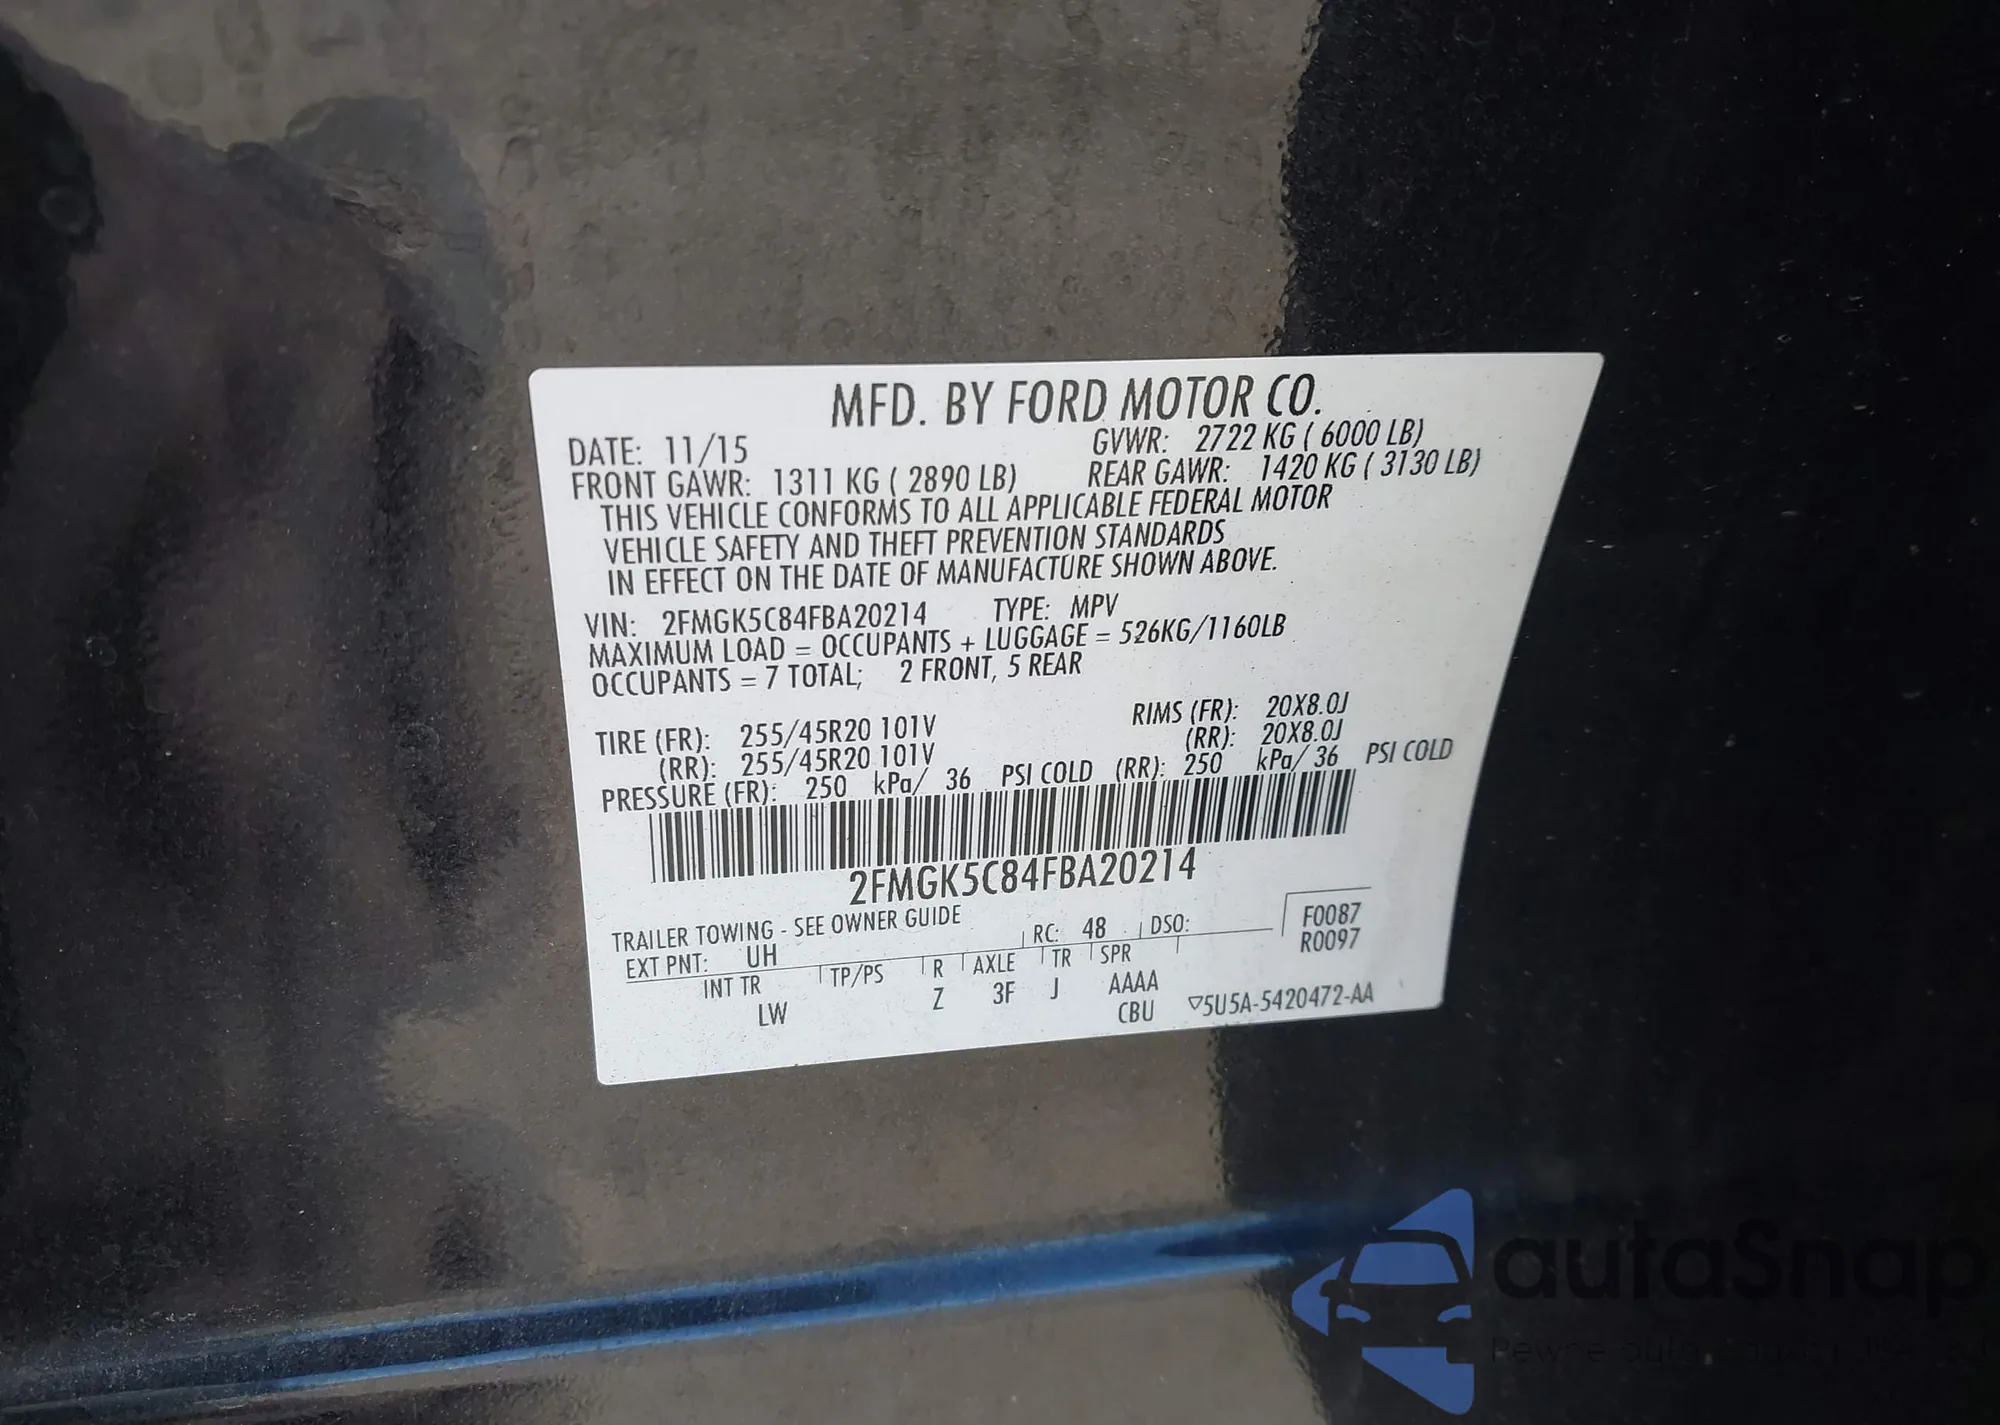 MFD. BY FORD MOTOR CO.
DATE: 11/15 GVWR: 2722 KG ( 6000 LB)
FRONT GAWR: 1311 KG ( 2890 LB) REAR GAWR: 1420 KG ( 3130 LB)
THIS VEHICLE CONFORMS TO ALL APPLICABLE FEDERAL MOTOR
VEHICLE SAFETY AND THEFT PREVENTION STANDARDS
IN EFFECT ON THE DATE OF MANUFACTURE SHOWN ABOVE.
VIN: 2FMGK5C84FBA20214 TYPE: MPV
MAXIMUM LOAD = OCCUPANTS + LUGGAGE = 526KG/1160LB
OCCUPANTS = 7 TOTAL; 2 FRONT, 5 REAR
TIRE (FR): 255/45R20 101V RIMS (FR): 20X8.0J
(RR): 255/45R20 101V (RR): 20X8.0J
PRESSURE (FR): 250 kPa/ 36 PSI COLD (RR): 250 kPa/ 36 PSI COLD
2FMGK5C84FBA20214
TRAILER TOWING - SEE OWNER GUIDE
EXT PNT: UH RC: 48 DSO: F0087
R0097
INT TR TP/PS R AXLE TR SPR
LW Z 3F J AAAA
CBU ▽5U5A-5420472-AA
autaSnap